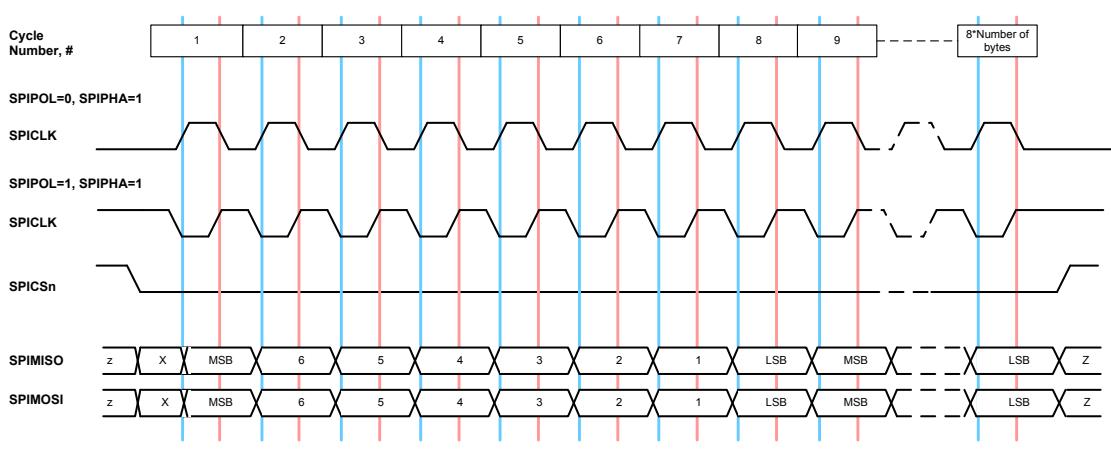 Cycle
Number, #
1 2 3 4 5 6 7 8 9 8*Number of
bytes
SPIPOL=0, SPIPHA=1
SPICLK
SPIPOL=1, SPIPHA=1
SPICLK
SPICSn
SPIMISO z X MSB 6 5 4 3 2 1 LSB MSB LSB Z
SPIMOSI z X MSB 6 5 4 3 2 1 LSB MSB LSB Z